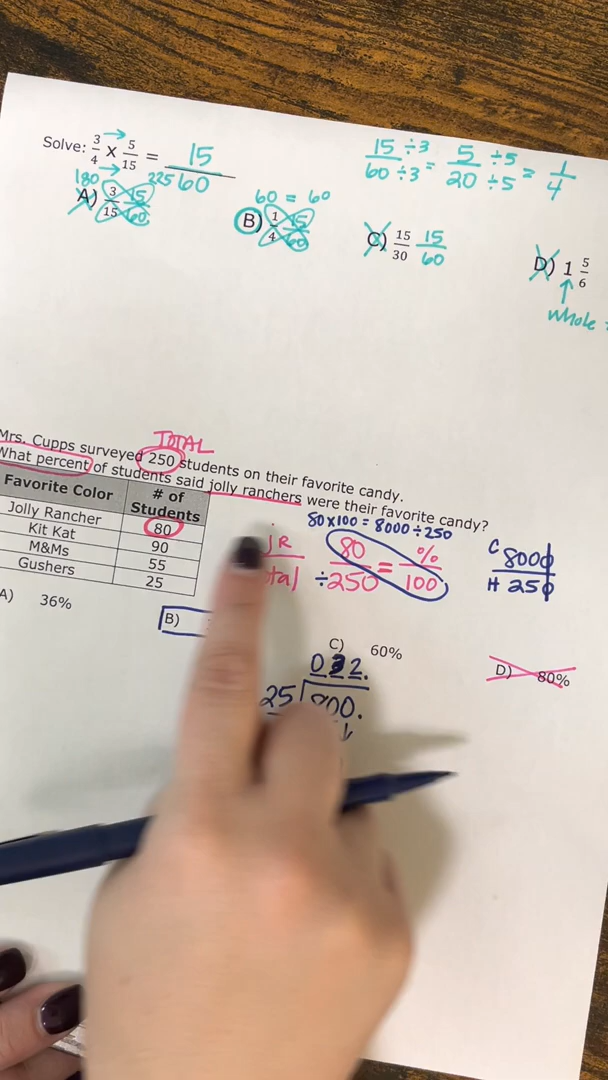 Solve: 3/4 x 5/15 = 15/60
15/60 ÷3/÷3 = 5/20 ÷5/÷5 = 1/4
180 225
A) 3/15 15/60
60 = 60
B) 1/4 15/60
C) 15/30 15/60
D) 1 5/6
whole
TOTAL
Mrs. Cupps surveyed 250 students on their favorite candy.
What percent of students said jolly ranchers were their favorite candy?
Favorite Color # of Students
Jolly Rancher 80
Kit Kat 90
M&Ms 55
Gushers 25
80x100 = 8000 ÷ 250
JR 80/250 = %/100
÷
C 8000
H 250
A) 36%
B)
C) 60%
D) 80%
032.
25 800.